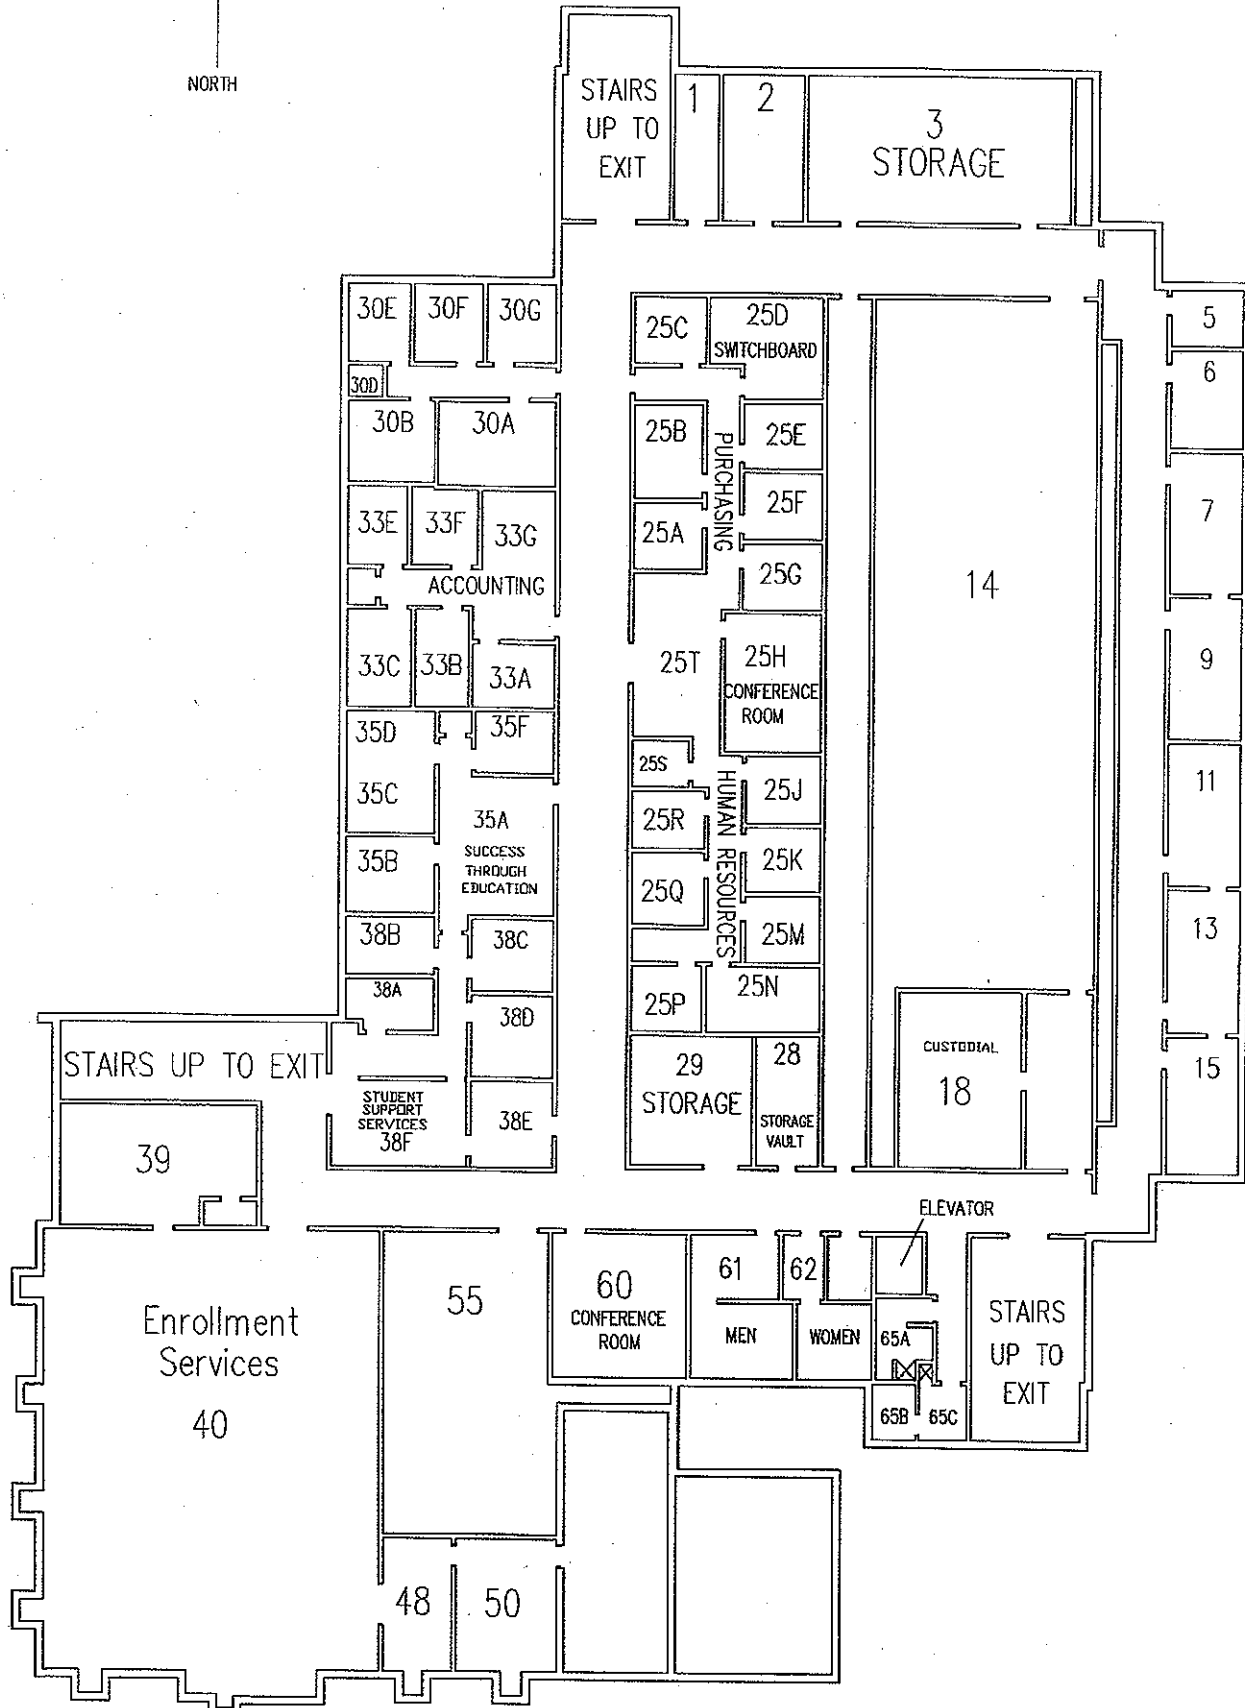 NORTH
STAIRS
UP TO
EXIT
1
2
3
STORAGE
30E
30F
30G
25C
25D
SWITCHBOARD
5
6
30D
30B
30A
25B
PURCHASING
25E
7
33E
33F
33G
25A
25F
ACCOUNTING
25G
14
33C
33B
33A
25T
25H
CONFERENCE
ROOM
9
35D
35F
25S
HUMAN RESOURCES
25J
11
35C
35A
SUCCESS
THROUGH
EDUCATION
25R
25K
35B
25Q
25M
13
38B
38C
38A
38D
25P
25N
STAIRS UP TO EXIT
29
STORAGE
28
STORAGE
VAULT
CUSTODIAL
18
15
STUDENT
SUPPORT
SERVICES
38F
38E
39
ELEVATOR
Enrollment
Services
40
55
60
CONFERENCE
ROOM
61
MEN
62
WOMEN
65A
65B
65C
STAIRS
UP TO
EXIT
48
50